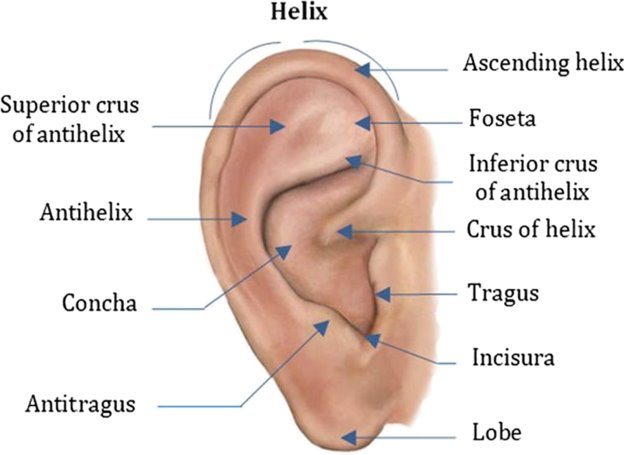 Helix
Ascending helix
Superior crus
of antihelix
Foseta
Inferior crus
of antihelix
Antihelix
Crus of helix
Concha
Tragus
Incisura
Antitragus
Lobe